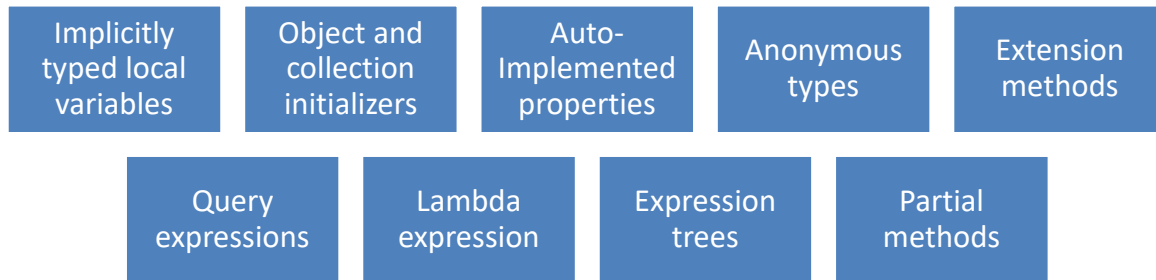 Implicitly
typed local
variables
Object and
collection
initializers
Auto-
Implemented
properties
Anonymous
types
Extension
methods
Query
expressions
Lambda
expression
Expression
trees
Partial
methods